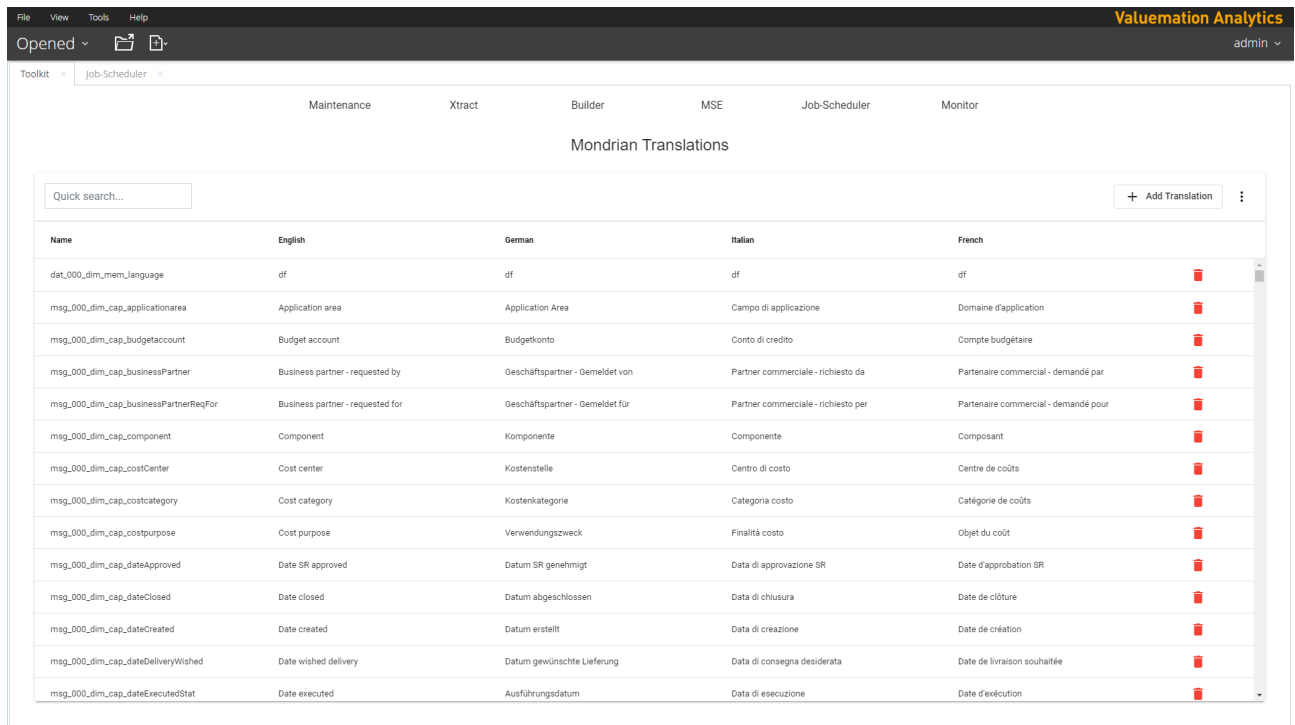 File View Tools Help Valuemation Analytics
Opened admin
Toolkit × Job-Scheduler ×
Maintenance Xtract Builder MSE Job-Scheduler Monitor
Mondrian Translations
Quick search... + Add Translation
Name English German Italian French
dat_000_dim_mem_language df df df df
msg_000_dim_cap_applicationarea Application area Application Area Campo di applicazione Domaine d'application
msg_000_dim_cap_budgetaccount Budget account Budgetkonto Conto di credito Compte budgétaire
msg_000_dim_cap_businessPartner Business partner - requested by Geschäftspartner - Gemeldet von Partner commerciale - richiesto da Partenaire commercial - demandé par
msg_000_dim_cap_businessPartnerReqFor Business partner - requested for Geschäftspartner - Gemeldet für Partner commerciale - richiesto per Partenaire commercial - demandé pour
msg_000_dim_cap_component Component Komponente Componente Composant
msg_000_dim_cap_costCenter Cost center Kostenstelle Centro di costo Centre de coûts
msg_000_dim_cap_costcategory Cost category Kostenkategorie Categoria costo Catégorie de coûts
msg_000_dim_cap_costpurpose Cost purpose Verwendungszweck Finalità costo Objet du coût
msg_000_dim_cap_dateApproved Date SR approved Datum SR genehmigt Data di approvazione SR Date d'approbation SR
msg_000_dim_cap_dateClosed Date closed Datum abgeschlossen Data di chiusura Date de clôture
msg_000_dim_cap_dateCreated Date created Datum erstellt Data di creazione Date de création
msg_000_dim_cap_dateDeliveryWished Date wished delivery Datum gewünschte Lieferung Data di consegna desiderata Date de livraison souhaitée
msg_000_dim_cap_dateExecutedStat Date executed Ausführungsdatum Data di esecuzione Date d'exécution